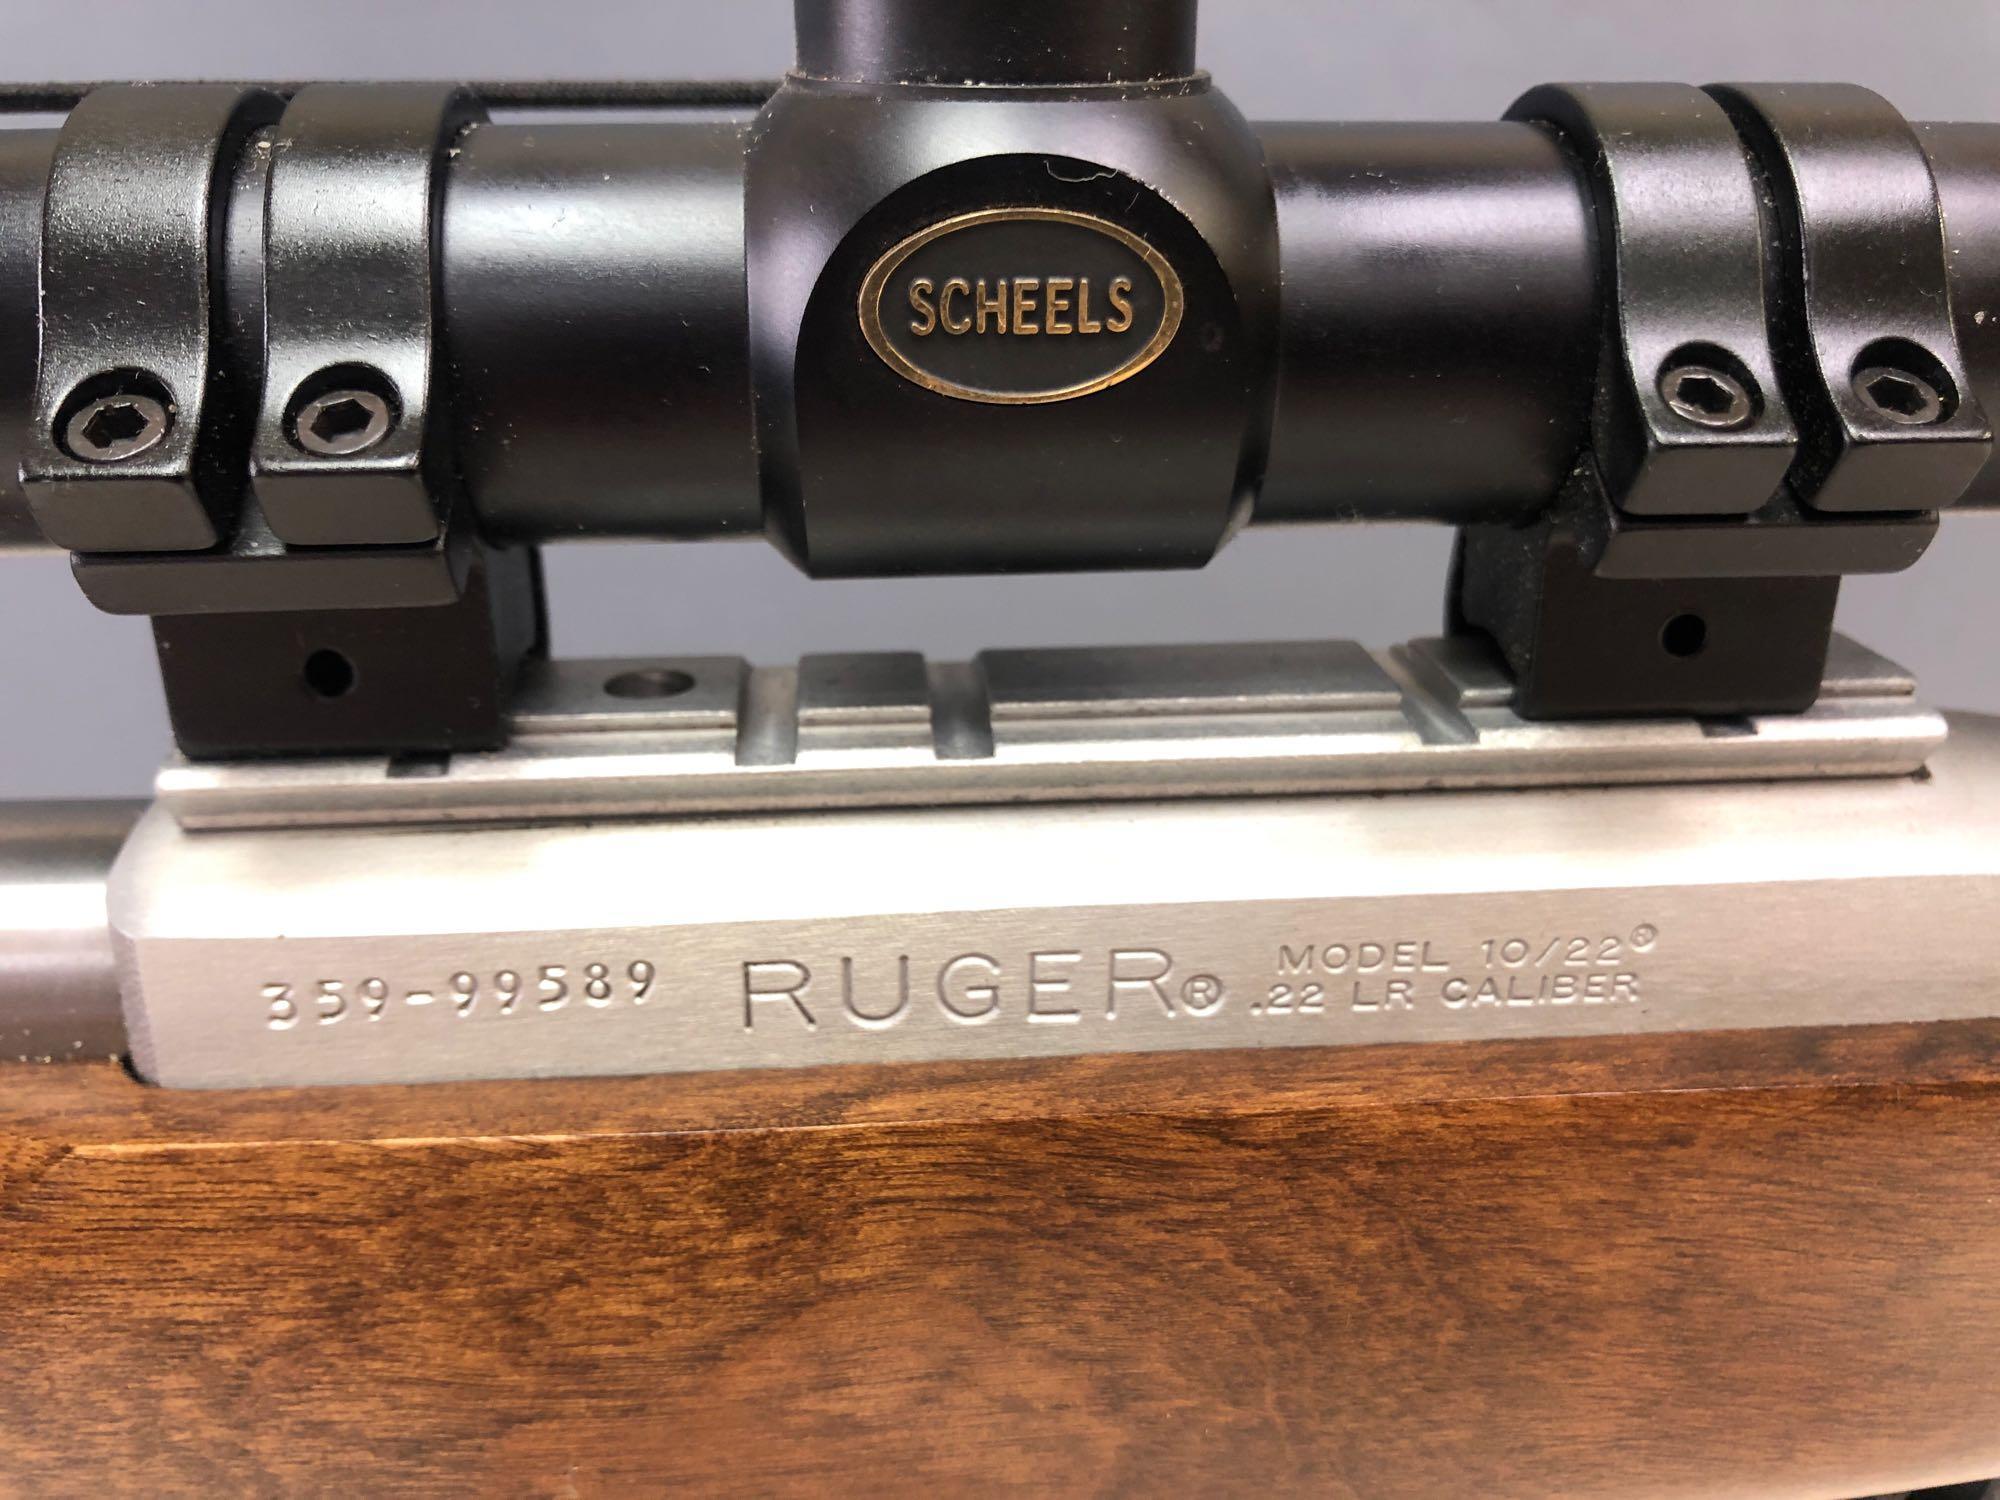 SCHEELS
359-99589 RUGER® MODEL 10/22®
.22 LR CALIBER